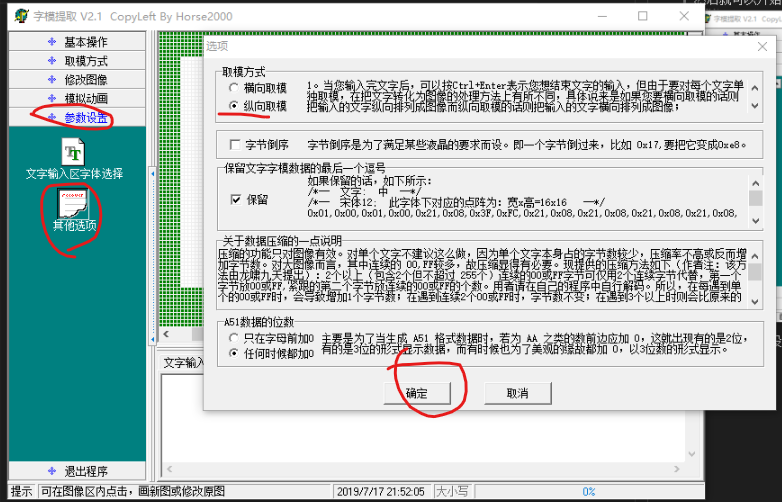 字模提取 V2.1 CopyLeft By Horse2000
基本操作
取模方式
修改图像
模拟动画
参数设置
文字输入区字体选择
其他选项
退出程序
选项
取模方式
横向取模
纵向取模
1。当您输入完文字后，可以按Ctrl+Enter表示您想结束文字的输入，但由于要对每个文字单
独取模，在把文字转化为图像的处理方法上有所不同，具体说来是如果您要横向取模的话则
把输入的文字纵向排列成图像而纵向取模的话则把输入的文字横向排列成图像；
字节倒序
字节倒序是为了满足某些液晶的要求而设。即一个字节倒过来，比如 0x17,要把它变成0xe8。
保留文字字模数据的最后一个逗号
保留
如果保留的话，如下所示：
/*— 文字: 中 —*/
/*— 宋体12; 此字体下对应的点阵为: 宽x高=16x16 —*/
0x01,0x00,0x01,0x00,0x21,0x08,0x3F,0xFC,0x21,0x08,0x21,0x08,0x21,0x08,0x21,0x08,
关于数据压缩的一点说明
压缩的功能只对图像有效。对单个文字不建议这么做，因为单个文字本身占的字节数较少，压缩率不高或反而增
加字节数。对大图像而言，其中连续的 00,FF较多，故压缩显得有必要。现提供的压缩方法如下（作者注：该方
法由龙啸九天提出）：2个以上（包含2个但不超过 255个）连续的00或FF字节可仅用2个连续字节代替，第一个
字节放00或FF,紧跟的第二个字节放连续的00或FF的个数。用者请在自己的程序中自行解码。所以，在每遇到单
个的00或FF时，会导致增加1个字节数；在遇到连续2个00或FF时，字节数不变；在遇到3个以上时则会比原来的
A51数据的位数
只在字母前加0
任何时候都加0
主要是为了当生成 A51 格式数据时，若为 AA 之类的数前边应加 0，这就出现有的是2位，
有的是3位的形式显示数据，而有时候也为了美观的缘故都加 0，以3位数的形式显示。
确定
取消
文字输入
提示
可在图像区内点击，画新图或修改原图
2019/7/17 21:52:05
大小写
0%